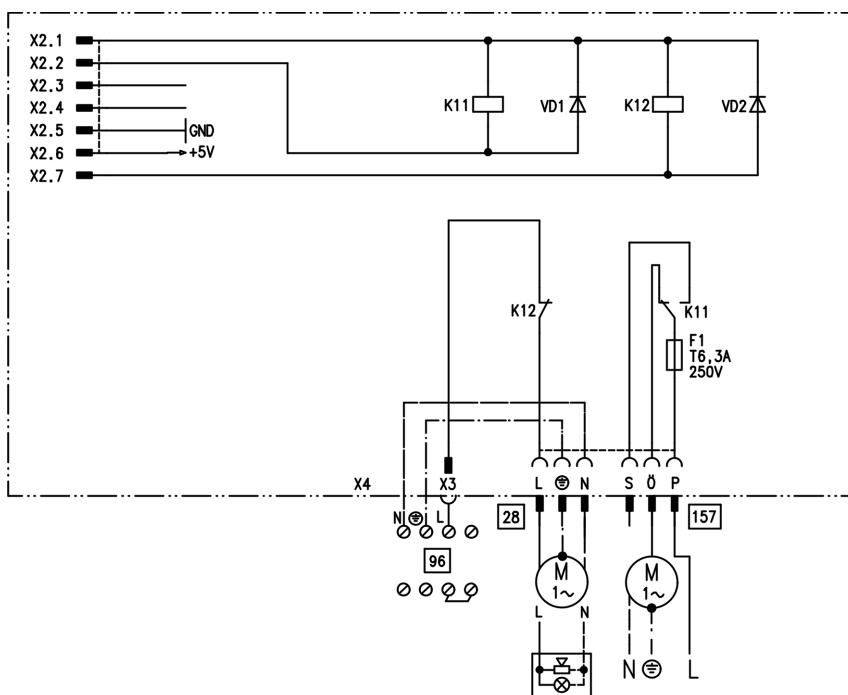 X2.1
X2.2
X2.3
X2.4
X2.5
X2.6
X2.7
GND
+5V
K11
VD1
K12
VD2
K12
K11
F1
T6,3A
250V
X4
X3
L
N
S
Ö
P
N
L
28
157
96
M
1~
M
1~
L
N
N
L